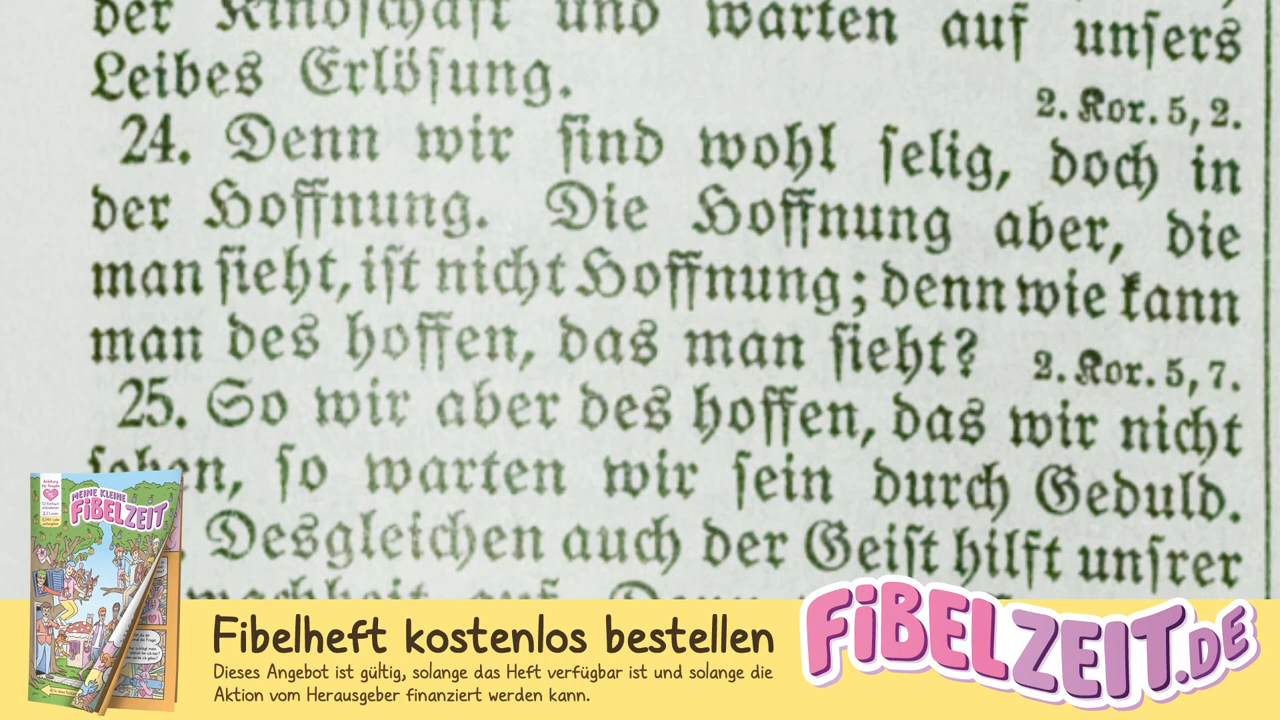 der Kindschaft und warten auf unsers
Leibes Erlösung.
2. Kor. 5, 2.
24. Denn wir sind wohl selig, doch in
der Hoffnung. Die Hoffnung aber, die
man sieht, ist nicht Hoffnung; denn wie kann
man des hoffen, das man sieht?
2. Kor. 5, 7.
25. So wir aber des hoffen, das wir nicht
sehen, so warten wir sein durch Geduld.
Desgleichen auch der Geist hilft unsrer
auf.
MEINE KLEINE
FiBELZEiT
Fibelheft kostenlos bestellen
Dieses Angebot ist gültig, solange das Heft verfügbar ist und solange die
Aktion vom Herausgeber finanziert werden kann.
FiBELZEiT.DE